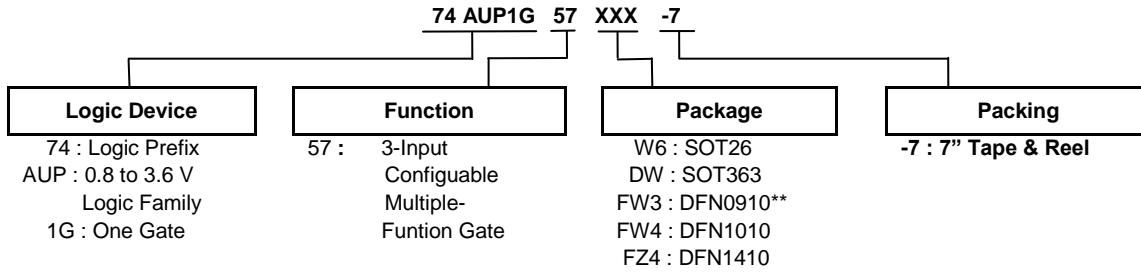 74 AUP1G 57 XXX -7
Logic Device
74 : Logic Prefix
AUP : 0.8 to 3.6 V
Logic Family
1G : One Gate
Function
57 : 3-Input
Configuable
Multiple-
Funtion Gate
Package
W6 : SOT26
DW : SOT363
FW3 : DFN0910**
FW4 : DFN1010
FZ4 : DFN1410
Packing
-7 : 7” Tape & Reel